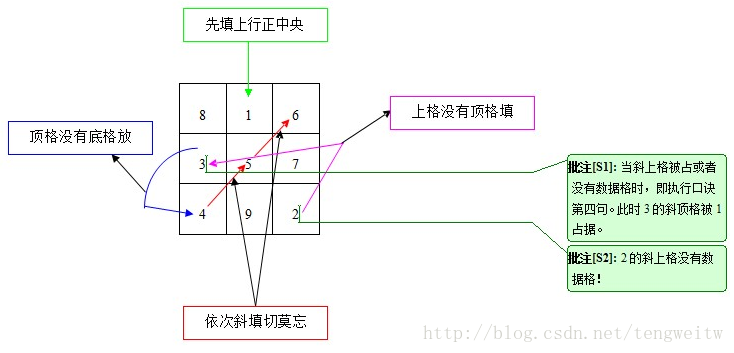 先填上行正中央
上格没有顶格填
顶格没有底格放
8 1 6
3 5 7
4 9 2
批注[S1]: 当斜上格被占或者
没有数据格时，即执行口诀
第四句。此时 3 的斜顶格被 1
占据。
批注[S2]: 2 的斜上格没有数
据格！
依次斜填切莫忘
http://blog.csdn.net/tengweitw